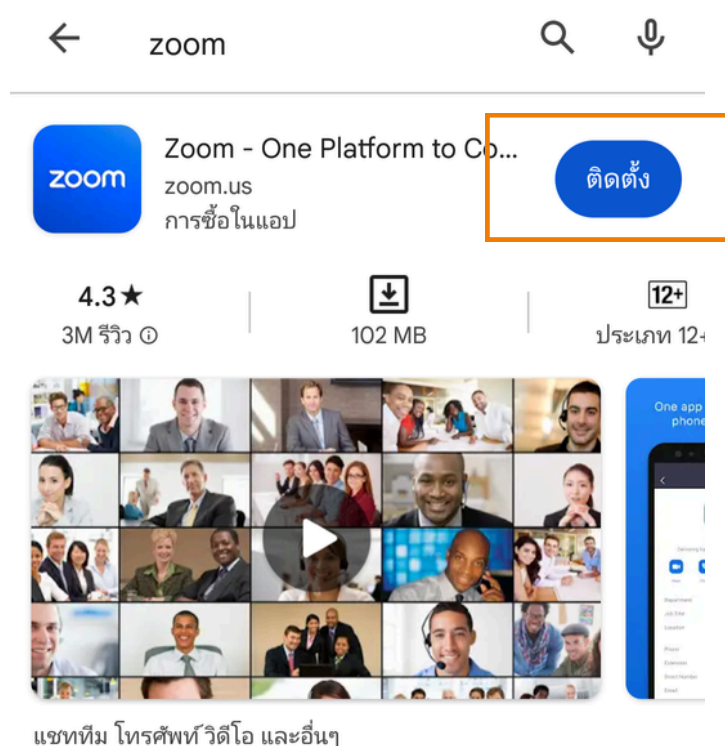 zoom
zoom
Zoom - One Platform to Co...
zoom.us
การซื้อในแอป
ติดตั้ง
4.3★
3M รีวิว
102 MB
12+
ประเภท 12+
One app
phone
แชททีม โทรศัพท์ วิดีโอ และอื่นๆ